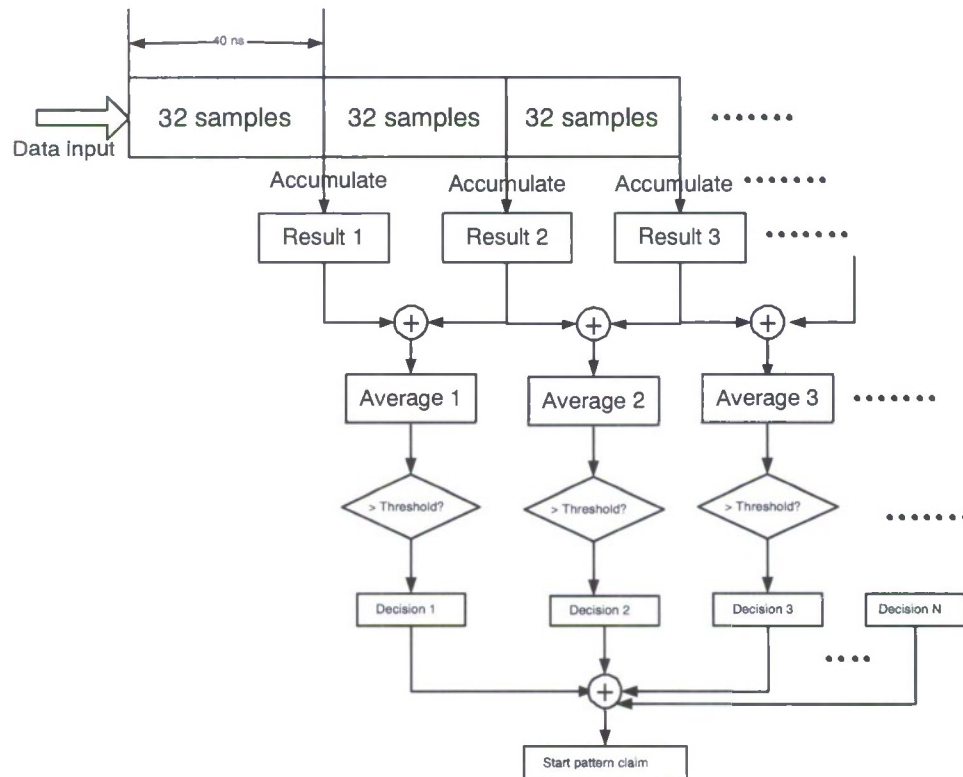 40 ns
32 samples 32 samples 32 samples
Data input
Accumulate Accumulate Accumulate
Result 1 Result 2 Result 3
Average 1 Average 2 Average 3
> Threshold? > Threshold? > Threshold?
Decision 1 Decision 2 Decision 3 Decision N
Start pattern claim